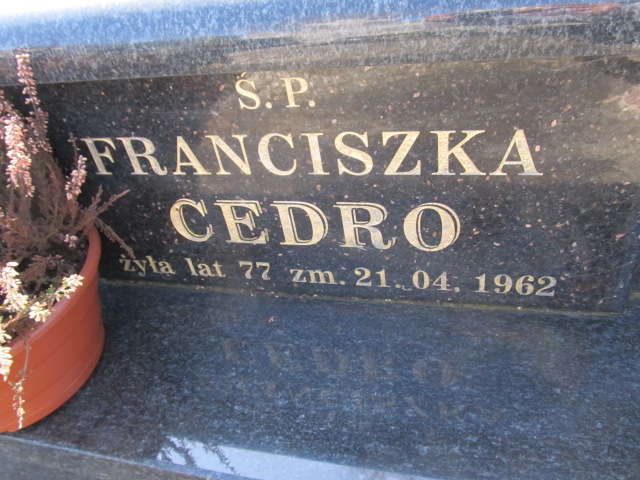 Ś.P.
FRANCISZKA
CEDRO
żyła lat 77 zm. 21. 04. 1962